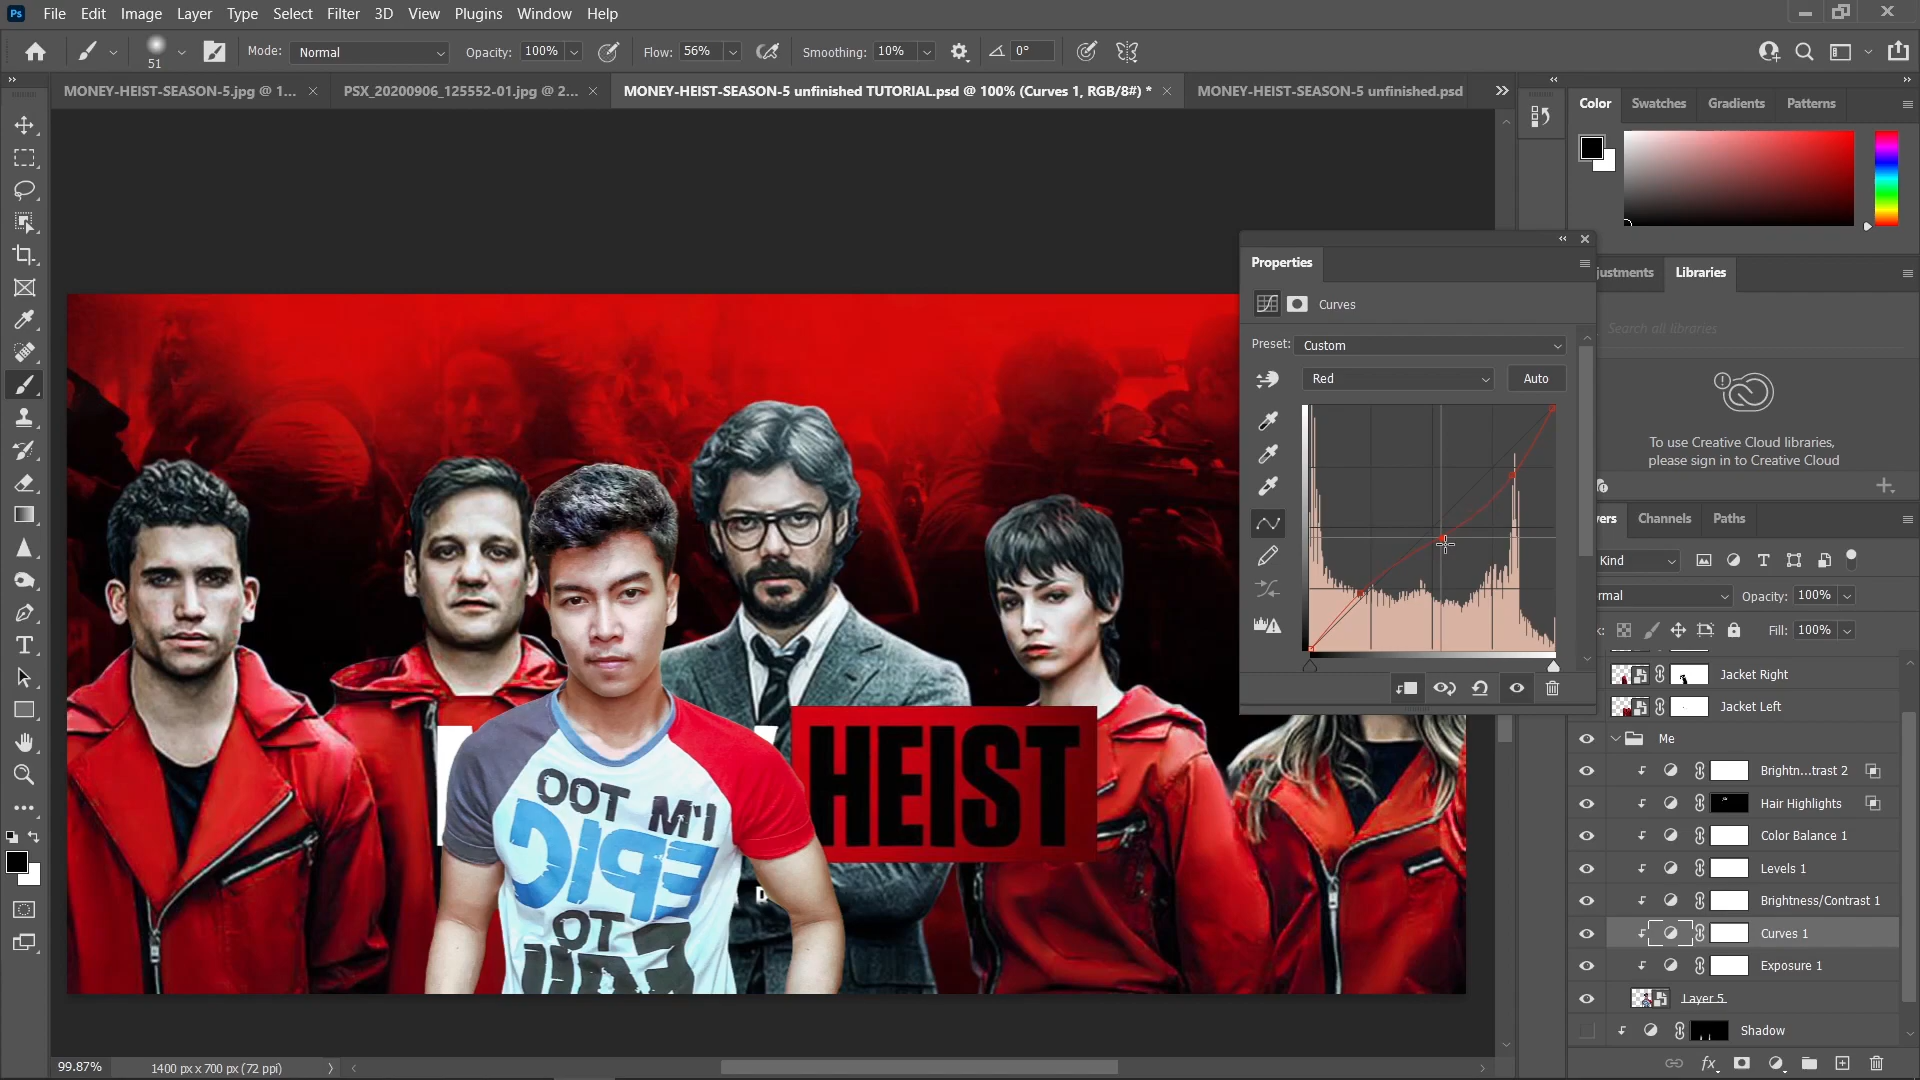 Ps File Edit Image Layer Type Select Filter 3D View Plugins Window Help
51 Mode: Normal Opacity: 100% Flow: 56% Smoothing: 10% 0°
MONEY-HEIST-SEASON-5.jpg @ 1... PSX_20200906_125552-01.jpg @ 2... MONEY-HEIST-SEASON-5 unfinished TUTORIAL.psd @ 100% (Curves 1, RGB/8#) * MONEY-HEIST-SEASON-5 unfinished.psd
Color Swatches Gradients Patterns
Properties
justments Libraries
Curves
Search all libraries
Preset: Custom
Red Auto
To use Creative Cloud libraries,
please sign in to Creative Cloud
yers Channels Paths
Kind
rmal Opacity: 100%
k: Fill: 100%
Jacket Right
Jacket Left
Me
Brightn...trast 2
Hair Highlights
Color Balance 1
Levels 1
Brightness/Contrast 1
Curves 1
Exposure 1
Layer 5
Shadow
HEIST
I'M TOO
EPIC
TO
FAIL
99.87% 1400 px x 700 px (72 ppi)